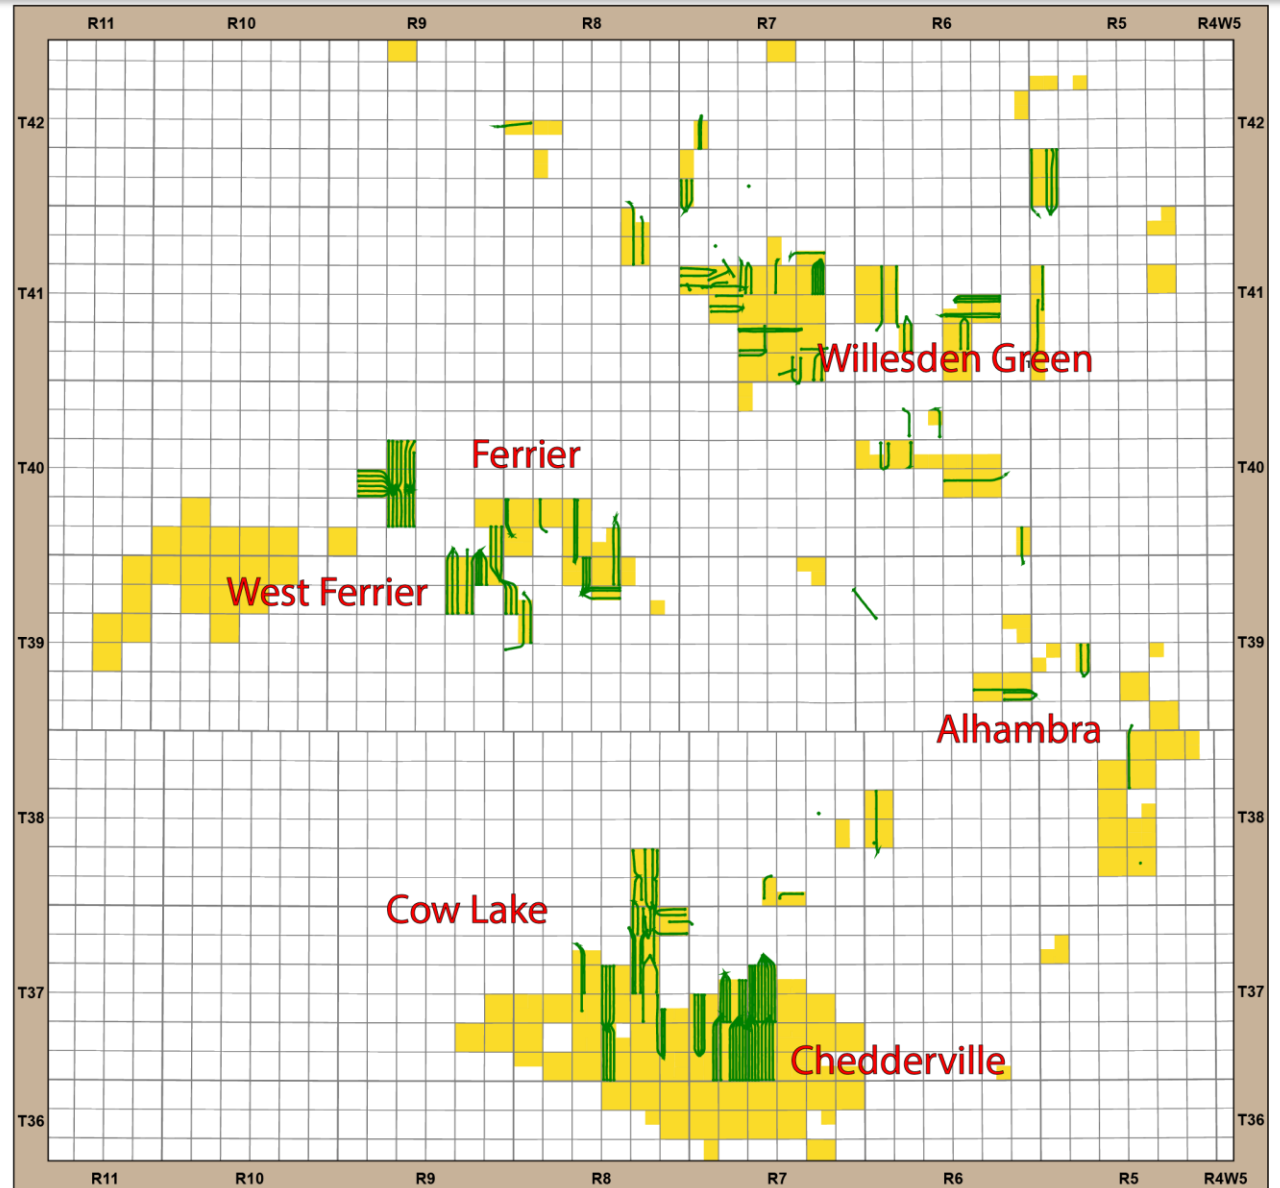 R11 R10 R9 R8 R7 R6 R5 R4W5
T42 T42
T41 T41
Willesden Green
Ferrier
T40 T40
West Ferrier
T39 T39
Alhambra
T38 T38
Cow Lake
T37 T37
Chedderville
T36 T36
R11 R10 R9 R8 R7 R6 R5 R4W5